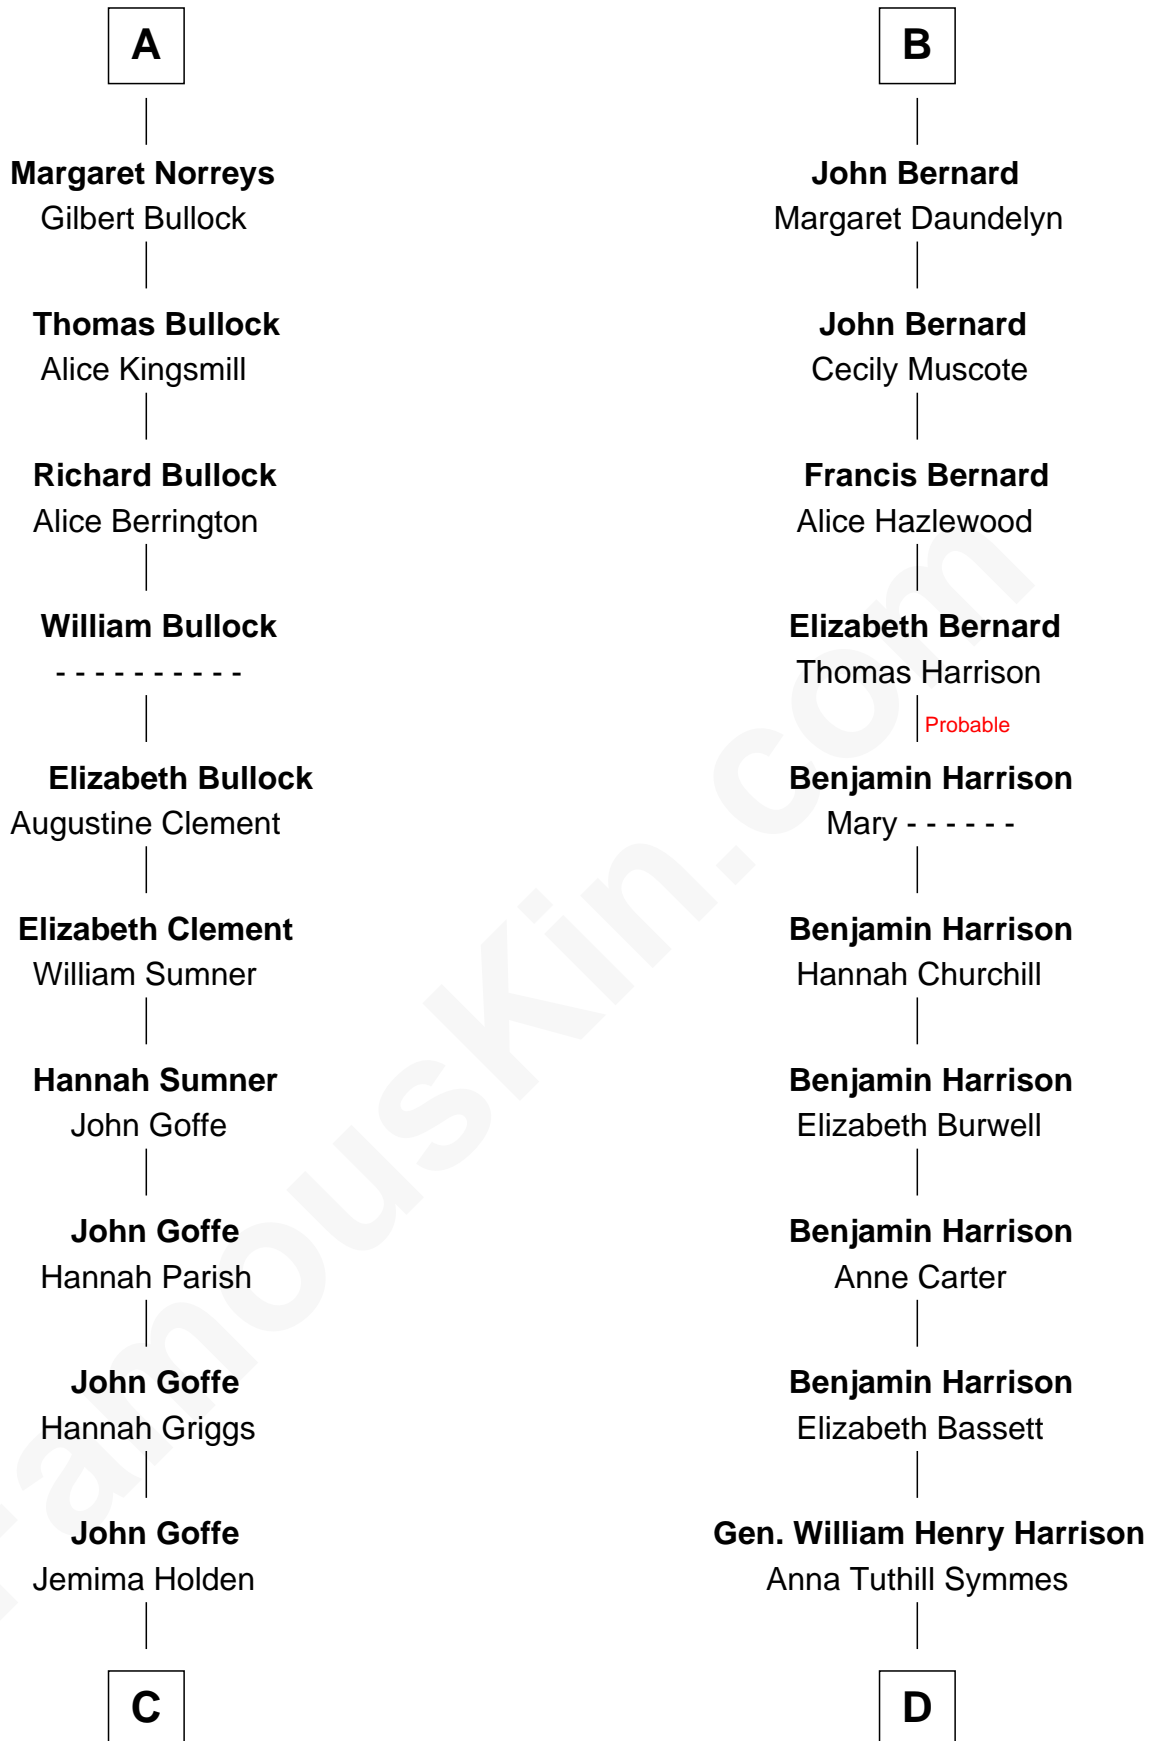 A
Margaret Norreys
Gilbert Bullock
Thomas Bullock
Alice Kingsmill
Richard Bullock
Alice Berrington
William Bullock
- - - - - - - - - -
Elizabeth Bullock
Augustine Clement
Elizabeth Clement
William Sumner
Hannah Sumner
John Goffe
John Goffe
Hannah Parish
John Goffe
Hannah Griggs
John Goffe
Jemima Holden
C
B
John Bernard
Margaret Daundelyn
John Bernard
Cecily Muscote
Francis Bernard
Alice Hazlewood
Elizabeth Bernard
Thomas Harrison
Probable
Benjamin Harrison
Mary - - - - - -
Benjamin Harrison
Hannah Churchill
Benjamin Harrison
Elizabeth Burwell
Benjamin Harrison
Anne Carter
Benjamin Harrison
Elizabeth Bassett
Gen. William Henry Harrison
Anna Tuthill Symmes
D
FamousKin.com